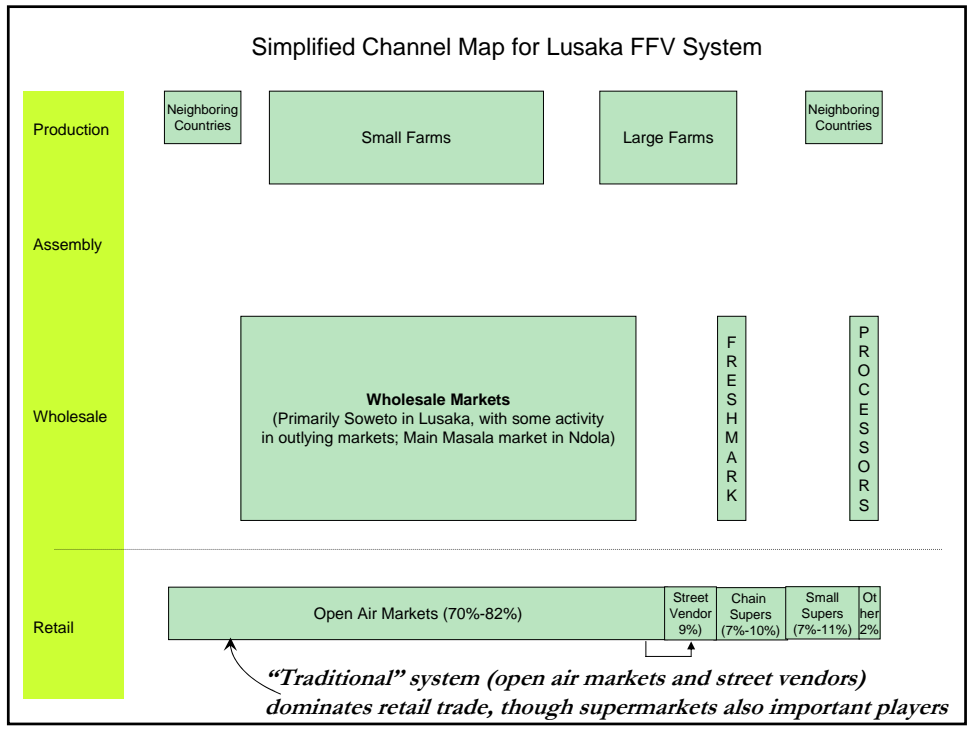 Simplified Channel Map for Lusaka FFV System
Production
Neighboring
Countries
Small Farms
Large Farms
Neighboring
Countries
Assembly
Wholesale
Wholesale Markets
(Primarily Soweto in Lusaka, with some activity
in outlying markets; Main Masala market in Ndola)
F
R
E
S
H
M
A
R
K
P
R
O
C
E
S
S
O
R
S
Retail
Open Air Markets (70%-82%)
Street
Vendor
9%)
Chain
Supers
(7%-10%)
Small
Supers
(7%-11%)
Ot
her
2%
“Traditional” system (open air markets and street vendors)
dominates retail trade, though supermarkets also important players